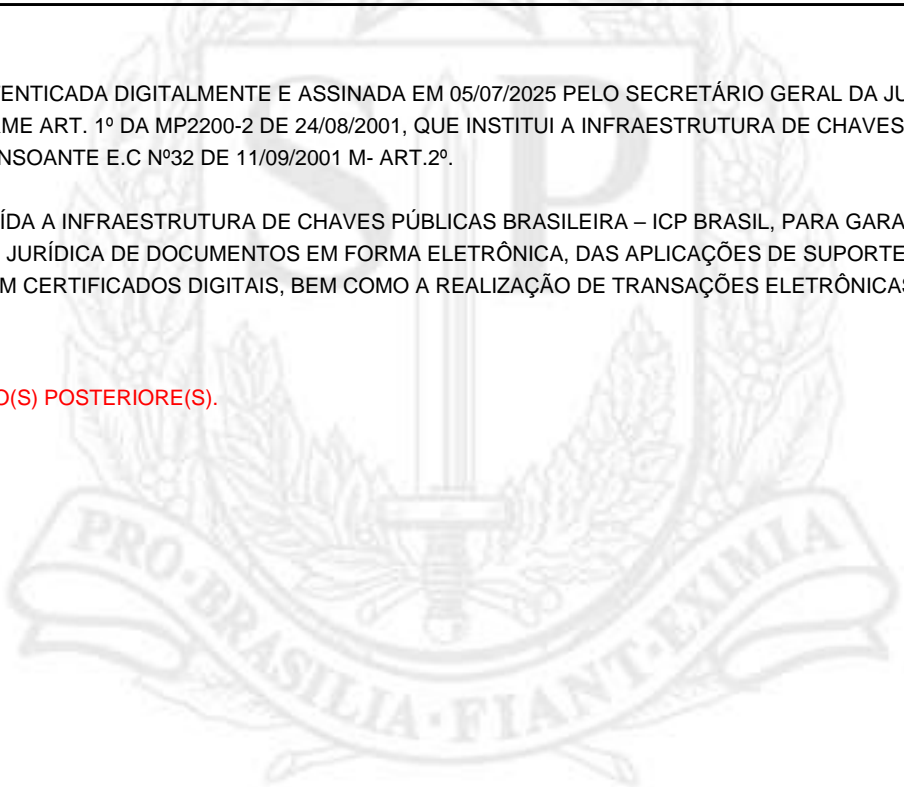 ENTICADA DIGITALMENTE E ASSINADA EM 05/07/2025 PELO SECRETÁRIO GERAL DA JU
ME ART. 1º DA MP2200-2 DE 24/08/2001, QUE INSTITUI A INFRAESTRUTURA DE CHAVES
NSOANTE E.C Nº32 DE 11/09/2001 M- ART.2º.
ÍDA A INFRAESTRUTURA DE CHAVES PÚBLICAS BRASILEIRA – ICP BRASIL, PARA GARA
JURÍDICA DE DOCUMENTOS EM FORMA ELETRÔNICA, DAS APLICAÇÕES DE SUPORTE
M CERTIFICADOS DIGITAIS, BEM COMO A REALIZAÇÃO DE TRANSAÇÕES ELETRÔNICAS
O(S) POSTERIORE(S).
SP
PRO·BRASILIA·FIANT·EXIMIA